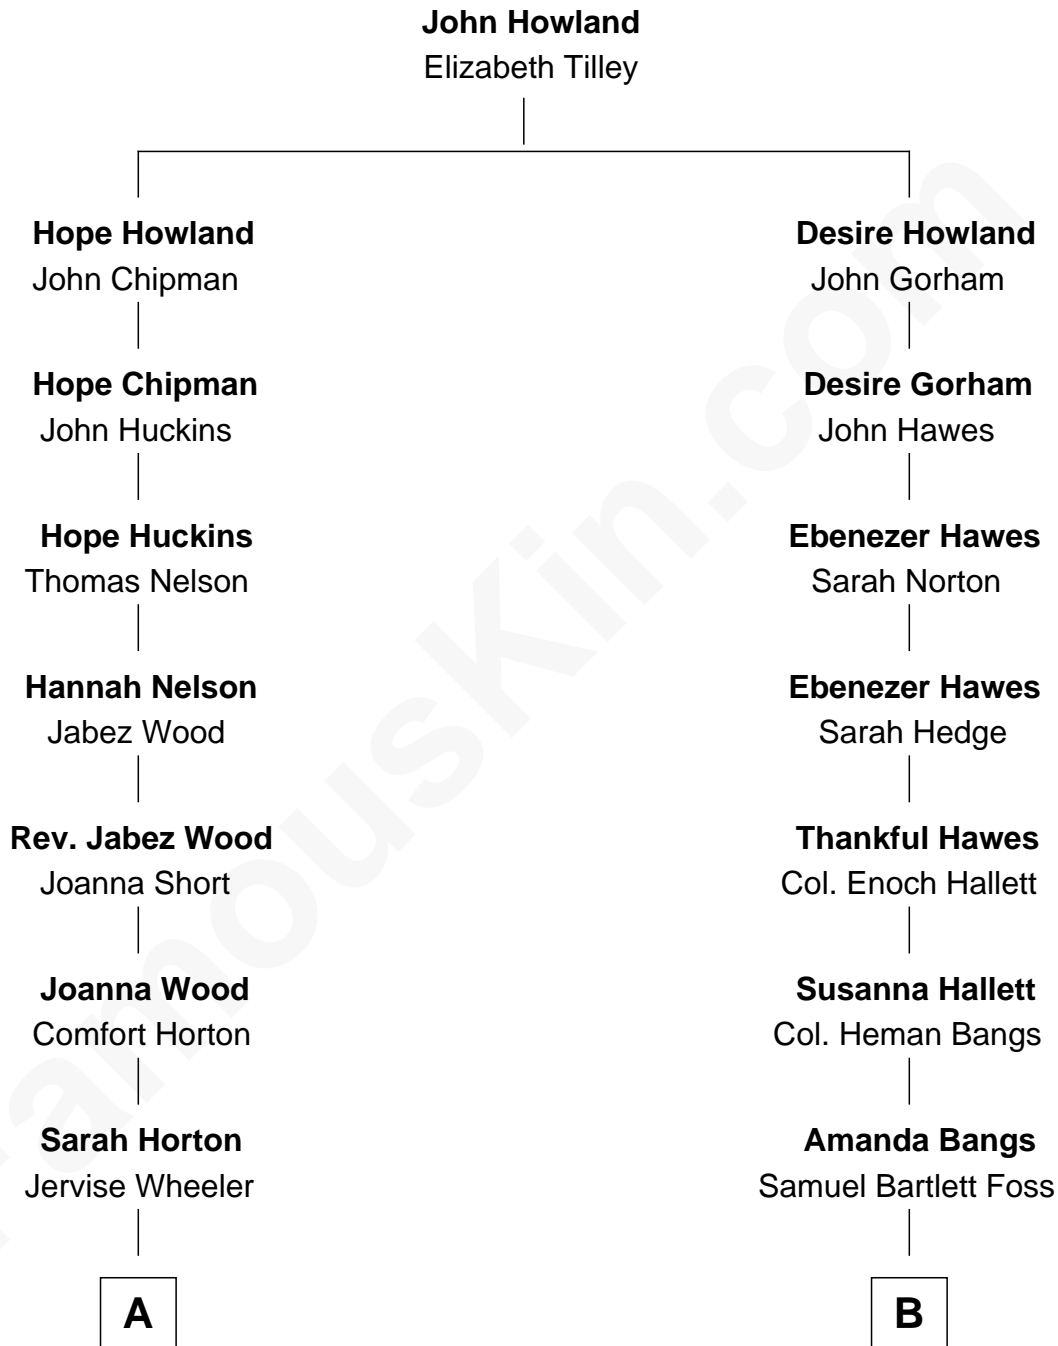 John Howland
Elizabeth Tilley
Hope Howland
John Chipman
Desire Howland
John Gorham
Hope Chipman
John Huckins
Desire Gorham
John Hawes
Hope Huckins
Thomas Nelson
Ebenezer Hawes
Sarah Norton
Hannah Nelson
Jabez Wood
Ebenezer Hawes
Sarah Hedge
Rev. Jabez Wood
Joanna Short
Thankful Hawes
Col. Enoch Hallett
Joanna Wood
Comfort Horton
Susanna Hallett
Col. Heman Bangs
Sarah Horton
Jervise Wheeler
Amanda Bangs
Samuel Bartlett Foss
A
B
FamousKin.com